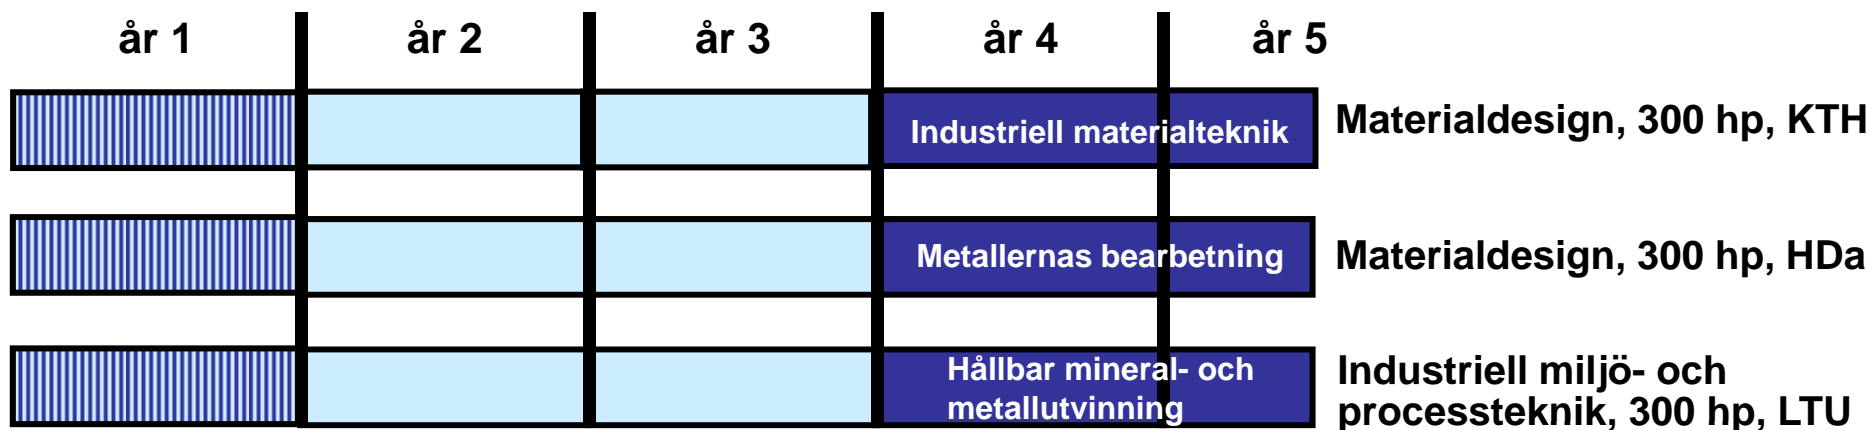 år 1 år 2 år 3 år 4 år 5
Industriell materialteknik
Materialdesign, 300 hp, KTH
Metallernas bearbetning
Materialdesign, 300 hp, HDa
Hållbar mineral- och
metallutvinning
Industriell miljö- och
processteknik, 300 hp, LTU